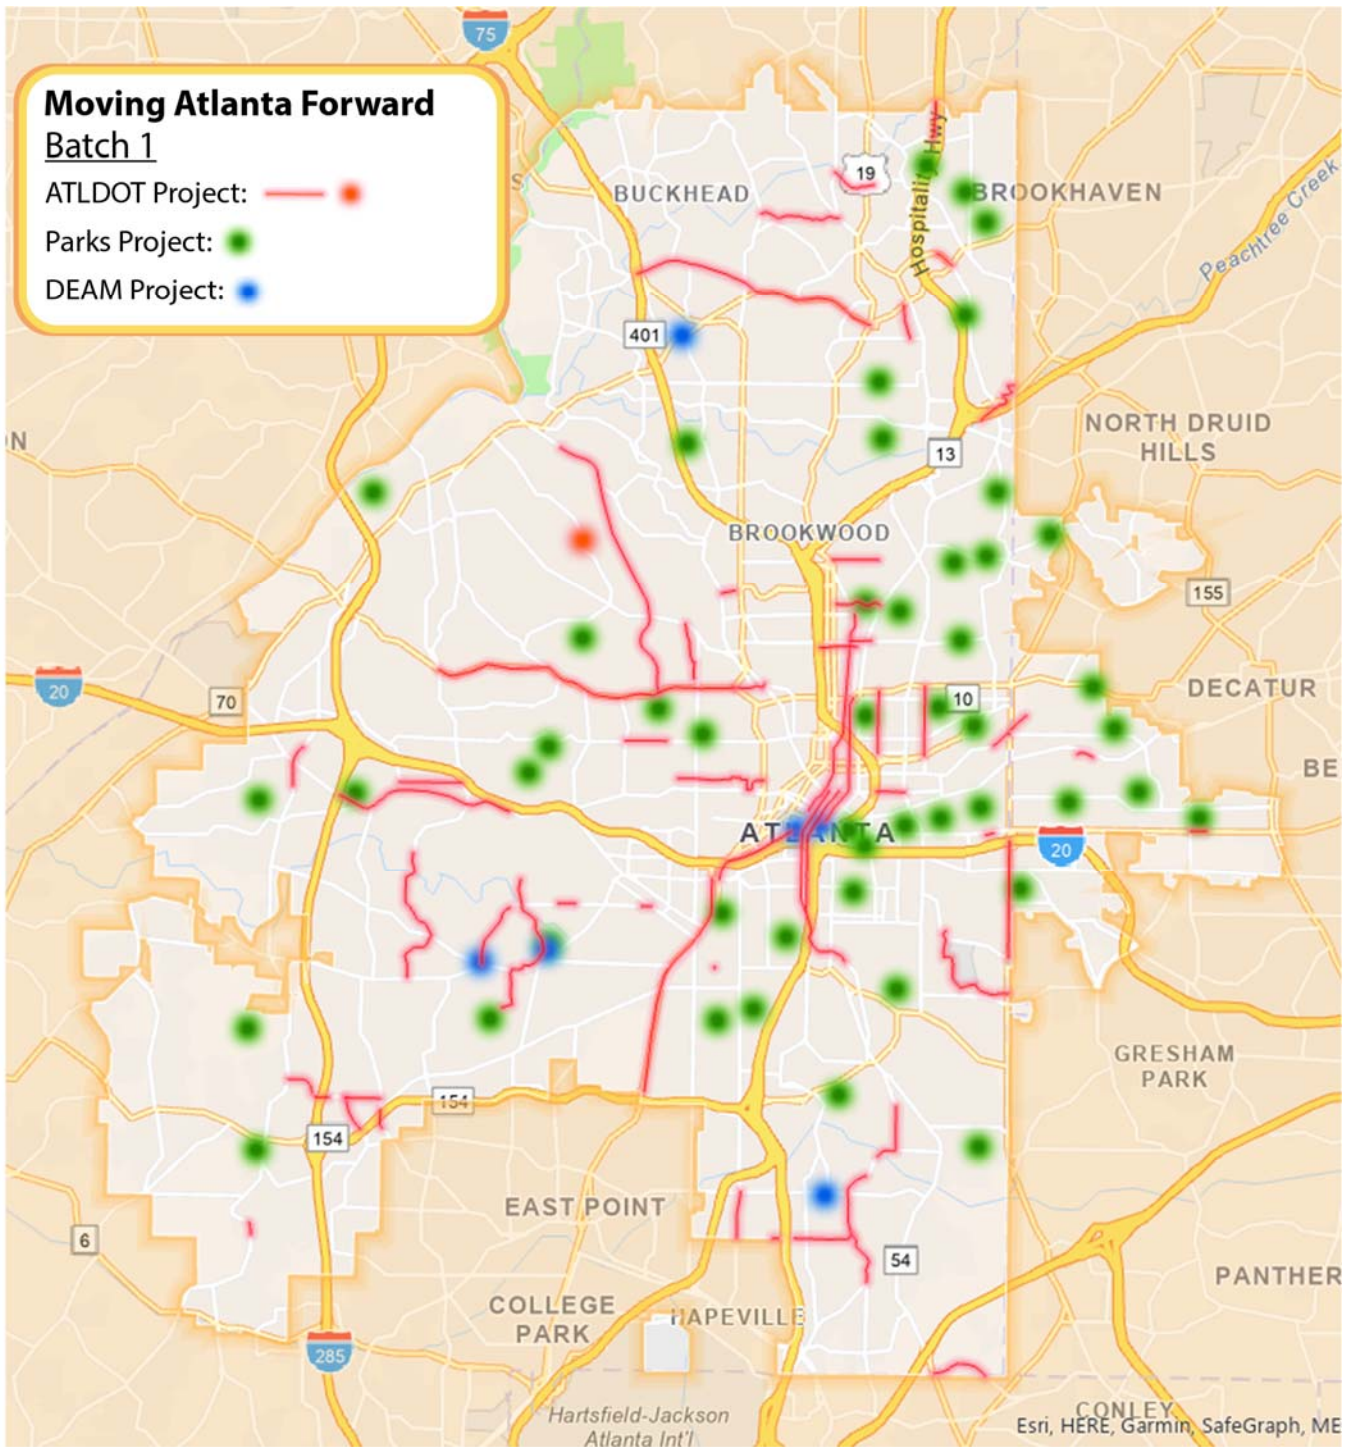 75
Moving Atlanta Forward
Batch 1
ATLDOT Project:
Parks Project:
DEAM Project:
S
19
BUCKHEAD
Hospitality Hwy
BROOKHAVEN
Peachtree Creek
401
N
NORTH DRUID
HILLS
13
BROOKWOOD
155
20
70
10
DECATUR
BE
ATLANTA
20
GRESHAM
PARK
154
154
EAST POINT
6
54
PANTHER
COLLEGE
PARK
HAPEVILLE
285
Hartsfield-Jackson
Atlanta Int'l
CONLEY
Esri, HERE, Garmin, SafeGraph, ME